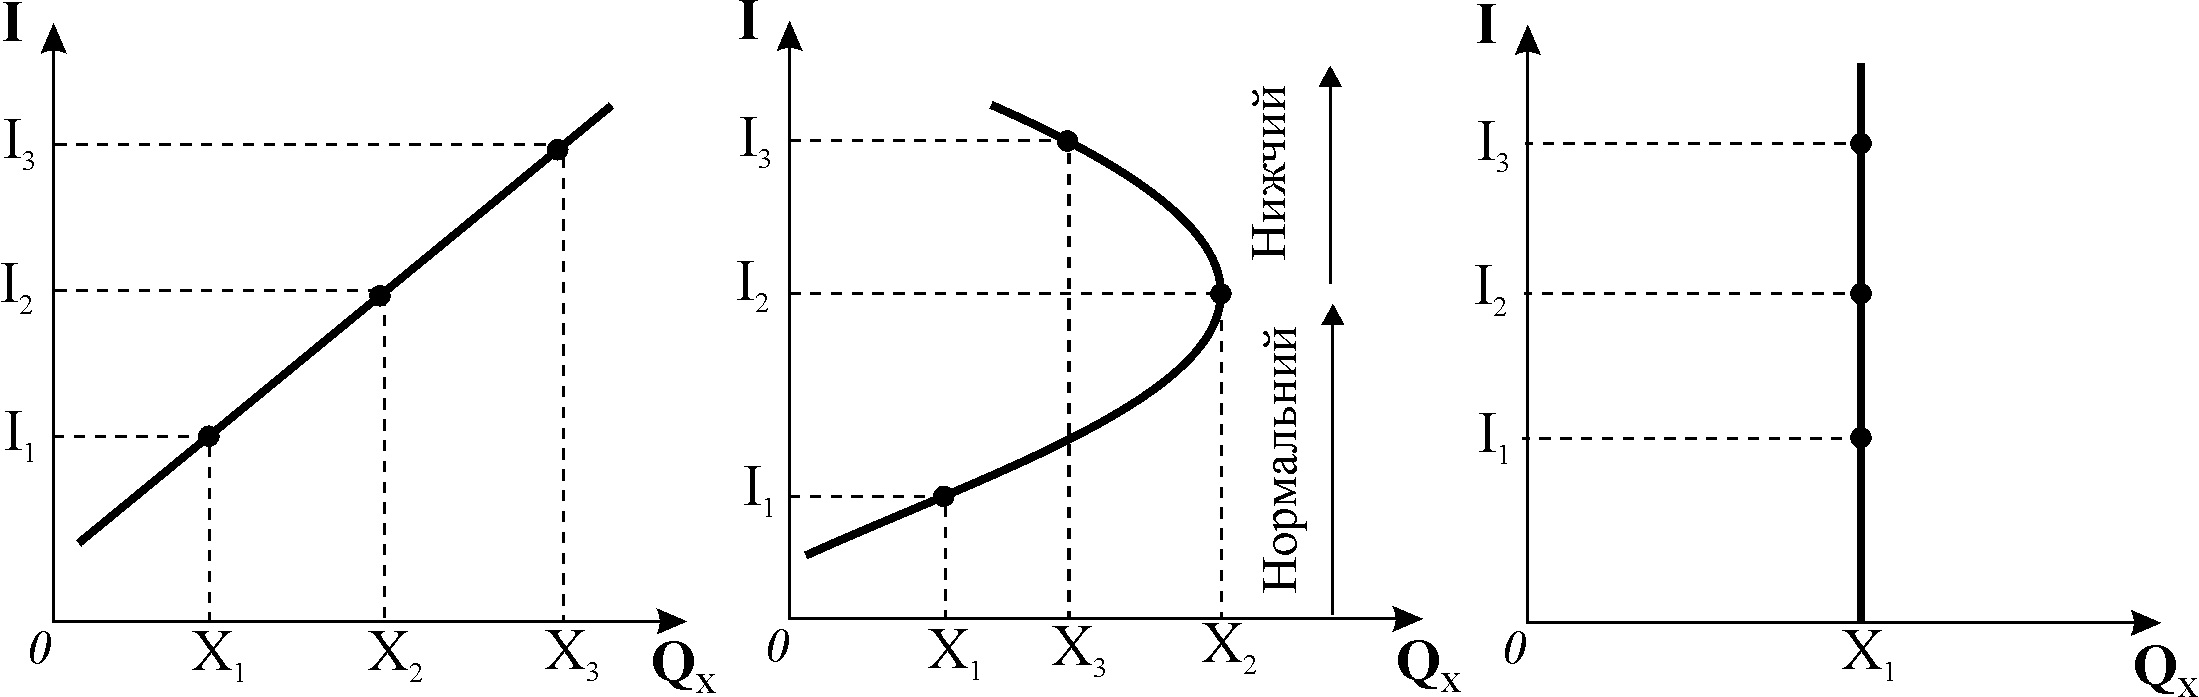 I
I₃
I₂
I₁
0
X₁
X₂
X₃
Qₓ
I
I₃
I₂
I₁
Нижчий
Нормальний
0
X₁
X₃
X₂
Qₓ
I
I₃
I₂
I₁
0
X₁
Qₓ